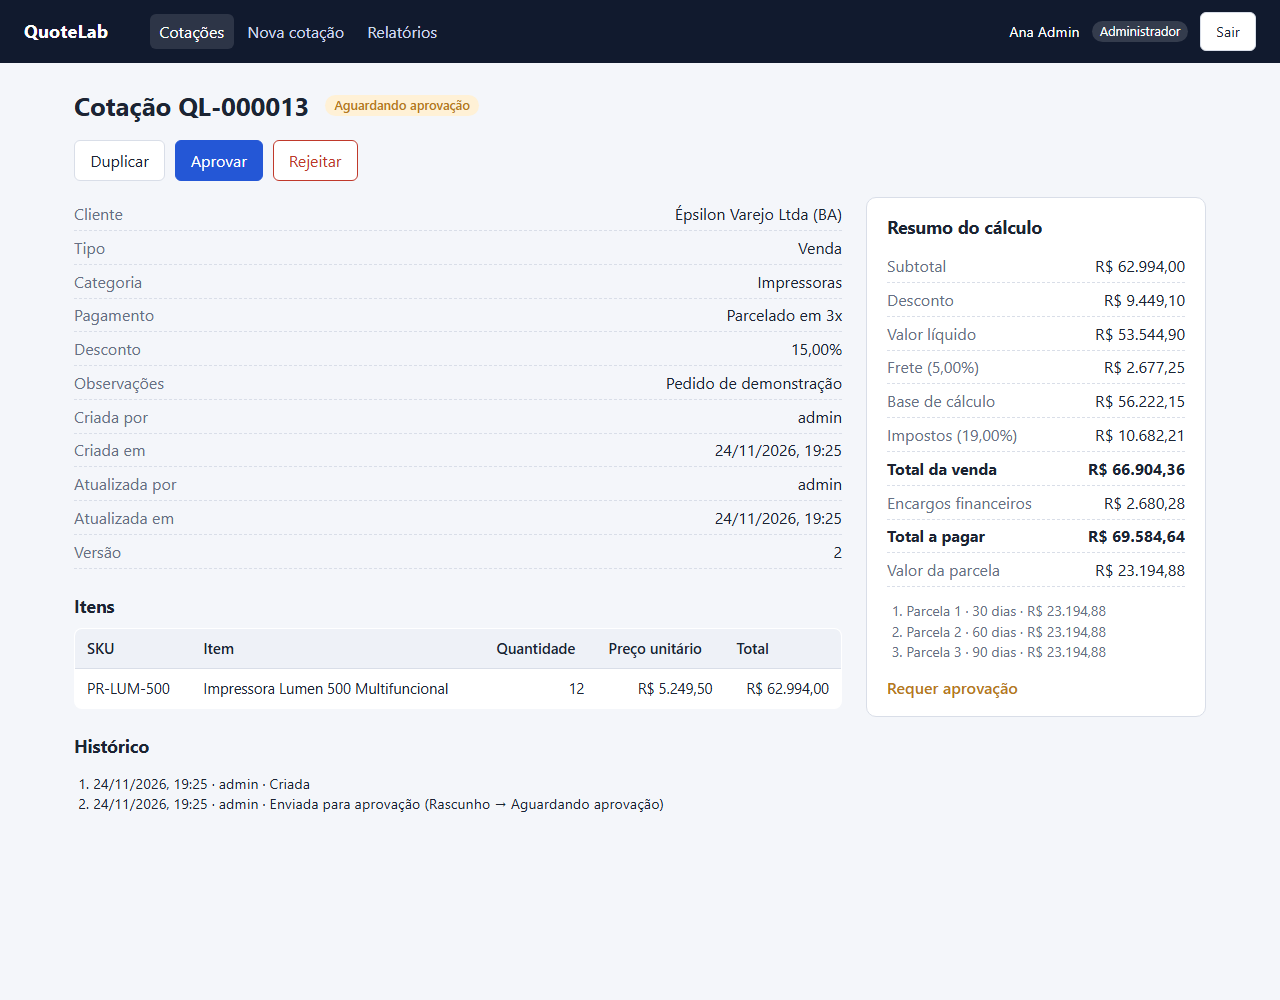 QuoteLab Cotações Nova cotação Relatórios Ana Admin Administrador Sair
Cotação QL-000013 Aguardando aprovação
Duplicar Aprovar Rejeitar
Cliente Épsilon Varejo Ltda (BA)
Tipo Venda
Categoria Impressoras
Pagamento Parcelado em 3x
Desconto 15,00%
Observações Pedido de demonstração
Criada por admin
Criada em 24/11/2026, 19:25
Atualizada por admin
Atualizada em 24/11/2026, 19:25
Versão 2
Itens
SKU Item Quantidade Preço unitário Total
PR-LUM-500 Impressora Lumen 500 Multifuncional 12 R$ 5.249,50 R$ 62.994,00
Histórico
1. 24/11/2026, 19:25 · admin · Criada
2. 24/11/2026, 19:25 · admin · Enviada para aprovação (Rascunho → Aguardando aprovação)
Resumo do cálculo
Subtotal R$ 62.994,00
Desconto R$ 9.449,10
Valor líquido R$ 53.544,90
Frete (5,00%) R$ 2.677,25
Base de cálculo R$ 56.222,15
Impostos (19,00%) R$ 10.682,21
Total da venda R$ 66.904,36
Encargos financeiros R$ 2.680,28
Total a pagar R$ 69.584,64
Valor da parcela R$ 23.194,88
1. Parcela 1 · 30 dias · R$ 23.194,88
2. Parcela 2 · 60 dias · R$ 23.194,88
3. Parcela 3 · 90 dias · R$ 23.194,88
Requer aprovação